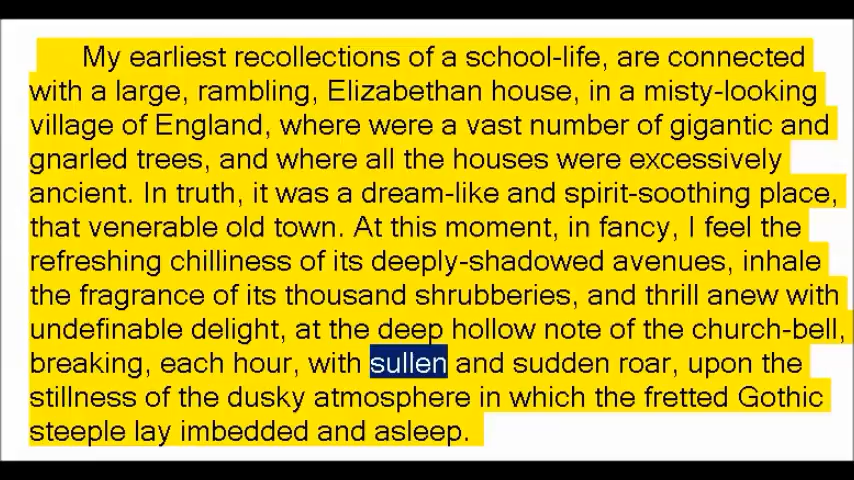 My earliest recollections of a school-life, are connected
with a large, rambling, Elizabethan house, in a misty-looking
village of England, where were a vast number of gigantic and
gnarled trees, and where all the houses were excessively
ancient. In truth, it was a dream-like and spirit-soothing place,
that venerable old town. At this moment, in fancy, I feel the
refreshing chilliness of its deeply-shadowed avenues, inhale
the fragrance of its thousand shrubberies, and thrill anew with
undefinable delight, at the deep hollow note of the church-bell,
breaking, each hour, with sullen and sudden roar, upon the
stillness of the dusky atmosphere in which the fretted Gothic
steeple lay imbedded and asleep.